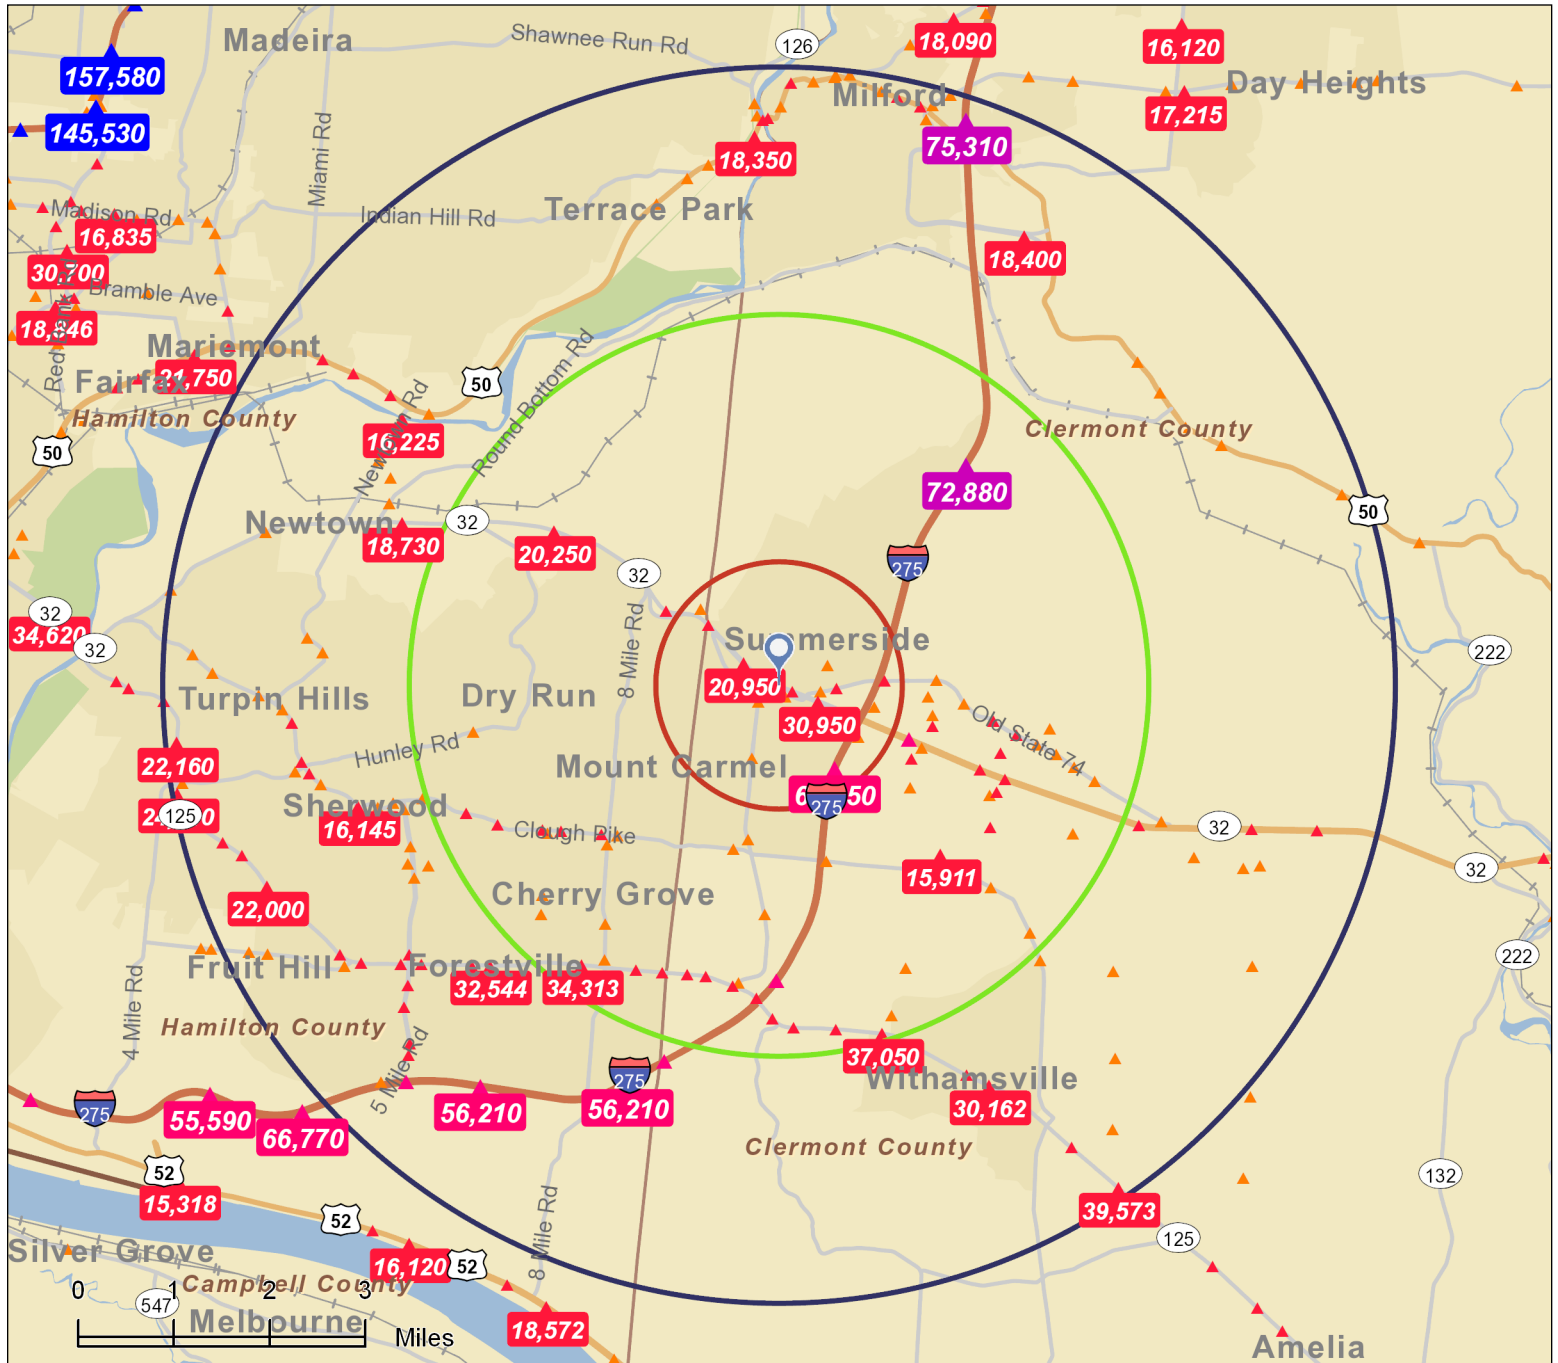 Madeira
Shawnee Run Rd
126
18,090
16,120
157,580
Day Heights
Milford
17,215
145,530
75,310
18,350
Miami Rd
Madison Rd
16,835
Indian Hill Rd
Terrace Park
18,400
30,700
Bramble Ave
Red Bank Rd
Mariemont
21,750
Fairfax
Hamilton County
50
Newtown Rd
Round Bottom Rd
16,225
Clermont County
50
72,880
50
Newtown
32
18,730
20,250
275
32
32
34,620
32
8 Mile Rd
Summerside
222
20,950
Turpin Hills
Dry Run
30,950
Old State 74
Hunley Rd
22,160
Mount Carmel
275
125
Sherwood
16,145
Clough Pike
32
32
15,911
22,000
Cherry Grove
Fruit Hill
Forestville
32,544
34,313
222
4 Mile Rd
Hamilton County
37,050
5 Mile Rd
Withamsville
275
275
30,162
55,590
66,770
56,210
56,210
Clermont County
52
15,318
132
39,573
52
8 Mile Rd
125
Silver Grove
16,120
52
Campbell County
0 1 2 3
547
Melbourne
Miles
18,572
Amelia